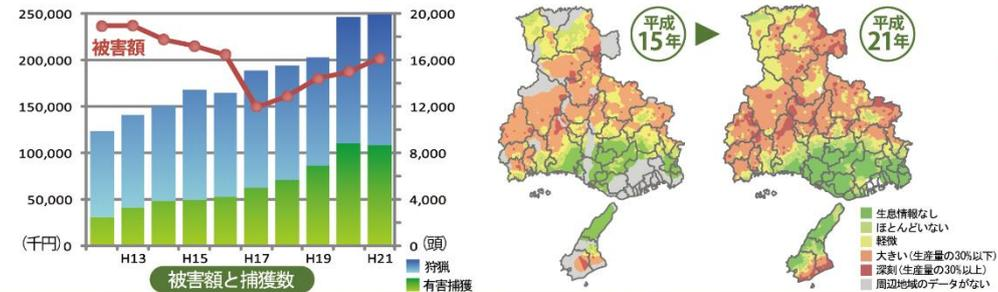 250,000
200,000
150,000
100,000
50,000
(千円) 0
被害額
20,000
16,000
12,000
8,000
4,000
0 (頭)
H13
H15
H17
H19
H21
被害額と捕獲数
狩猟
有害捕獲
平成
15年
平成
21年
生息情報なし
ほとんどいない
軽微
大きい(生産量の30%以下)
深刻(生産量の30%以上)
周辺地域のデータがない